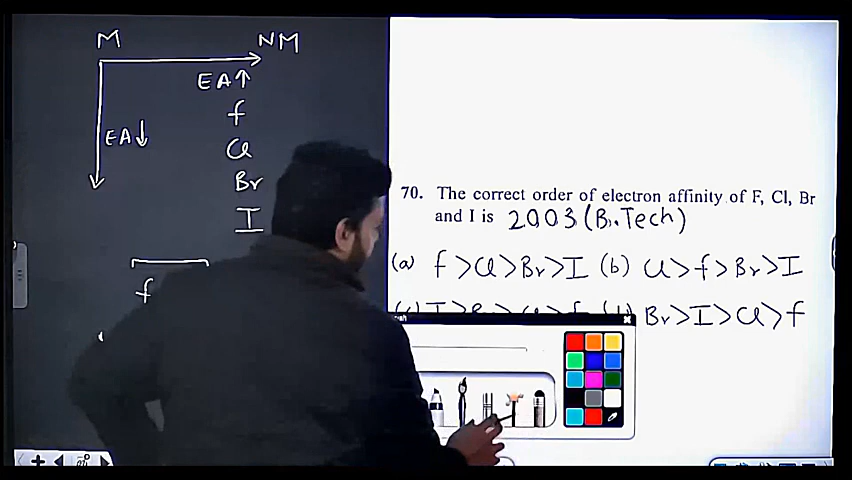 M
NM
EA↑
f
Cl
EA↓
Br
I
f
70. The correct order of electron affinity of F, Cl, Br
and I is 2003 (B.Tech)
(a) f > Cl > Br > I (b) Cl > f > Br > I
Br > I > Cl > f